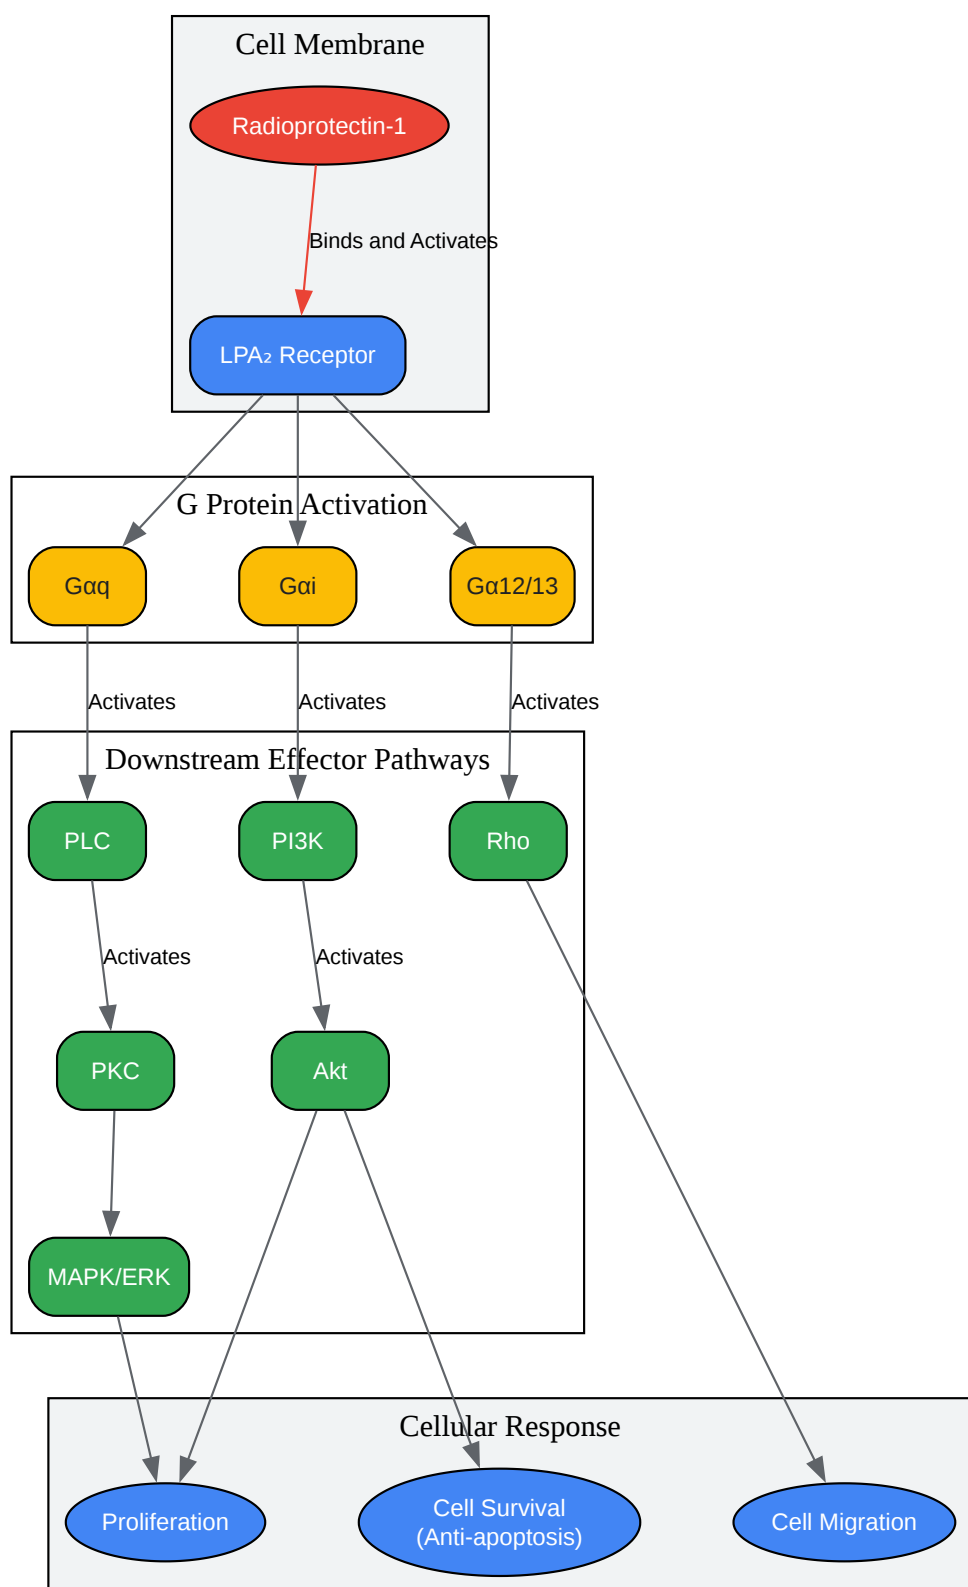 Cell Membrane
Radioprotectin-1
Binds and Activates
LPA₂ Receptor
G Protein Activation
Gαq
Gαi
Gα12/13
Activates
Activates
Activates
Downstream Effector Pathways
PLC
PI3K
Rho
Activates
Activates
PKC
Akt
MAPK/ERK
Cellular Response
Proliferation
Cell Survival
(Anti-apoptosis)
Cell Migration